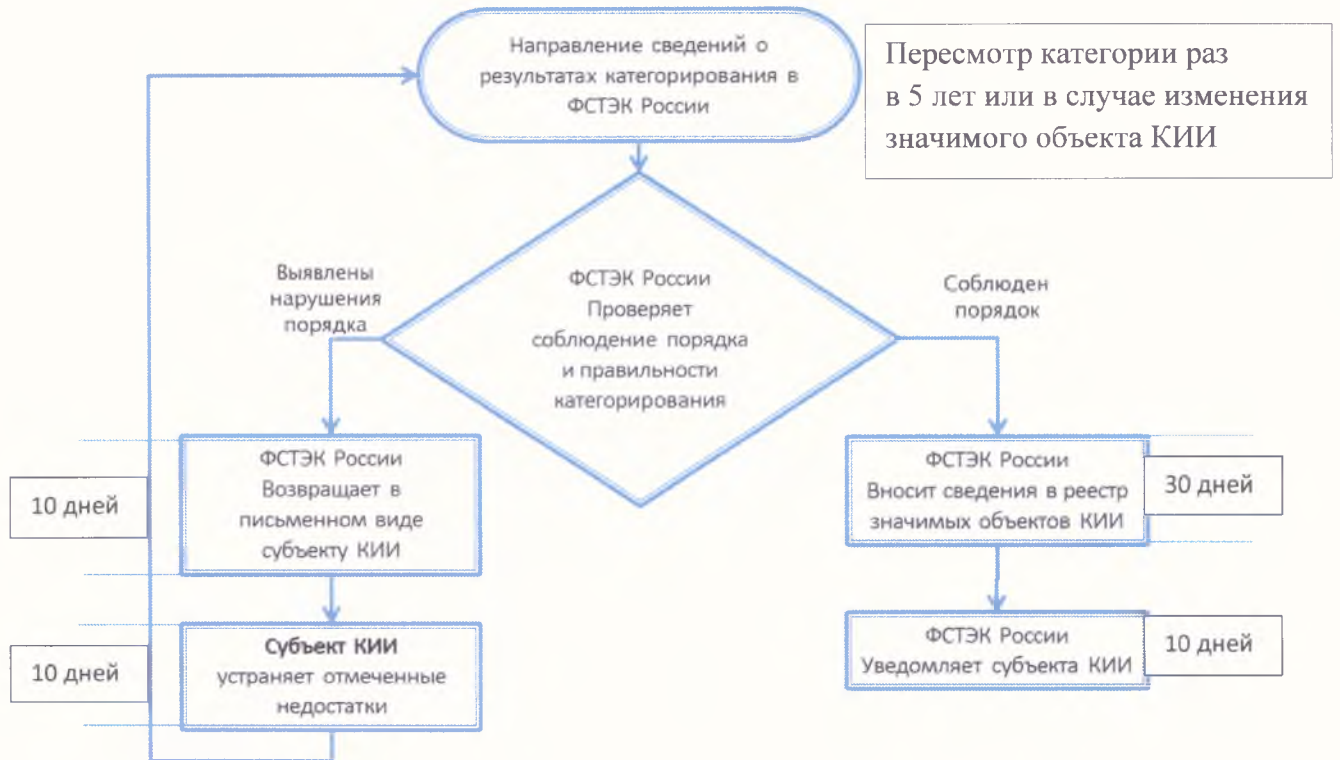 Направление сведений о
результатах категорирования в
ФСТЭК России
Пересмотр категории раз
в 5 лет или в случае изменения
значимого объекта КИИ
Выявлены
нарушения
порядка
ФСТЭК России
Проверяет
соблюдение порядка
и правильности
категорирования
Соблюден
порядок
10 дней
ФСТЭК России
Возвращает в
письменном виде
субъекту КИИ
ФСТЭК России
Вносит сведения в реестр
значимых объектов КИИ
30 дней
10 дней
Субъект КИИ
устраняет отмеченные
недостатки
ФСТЭК России
Уведомляет субъекта КИИ
10 дней